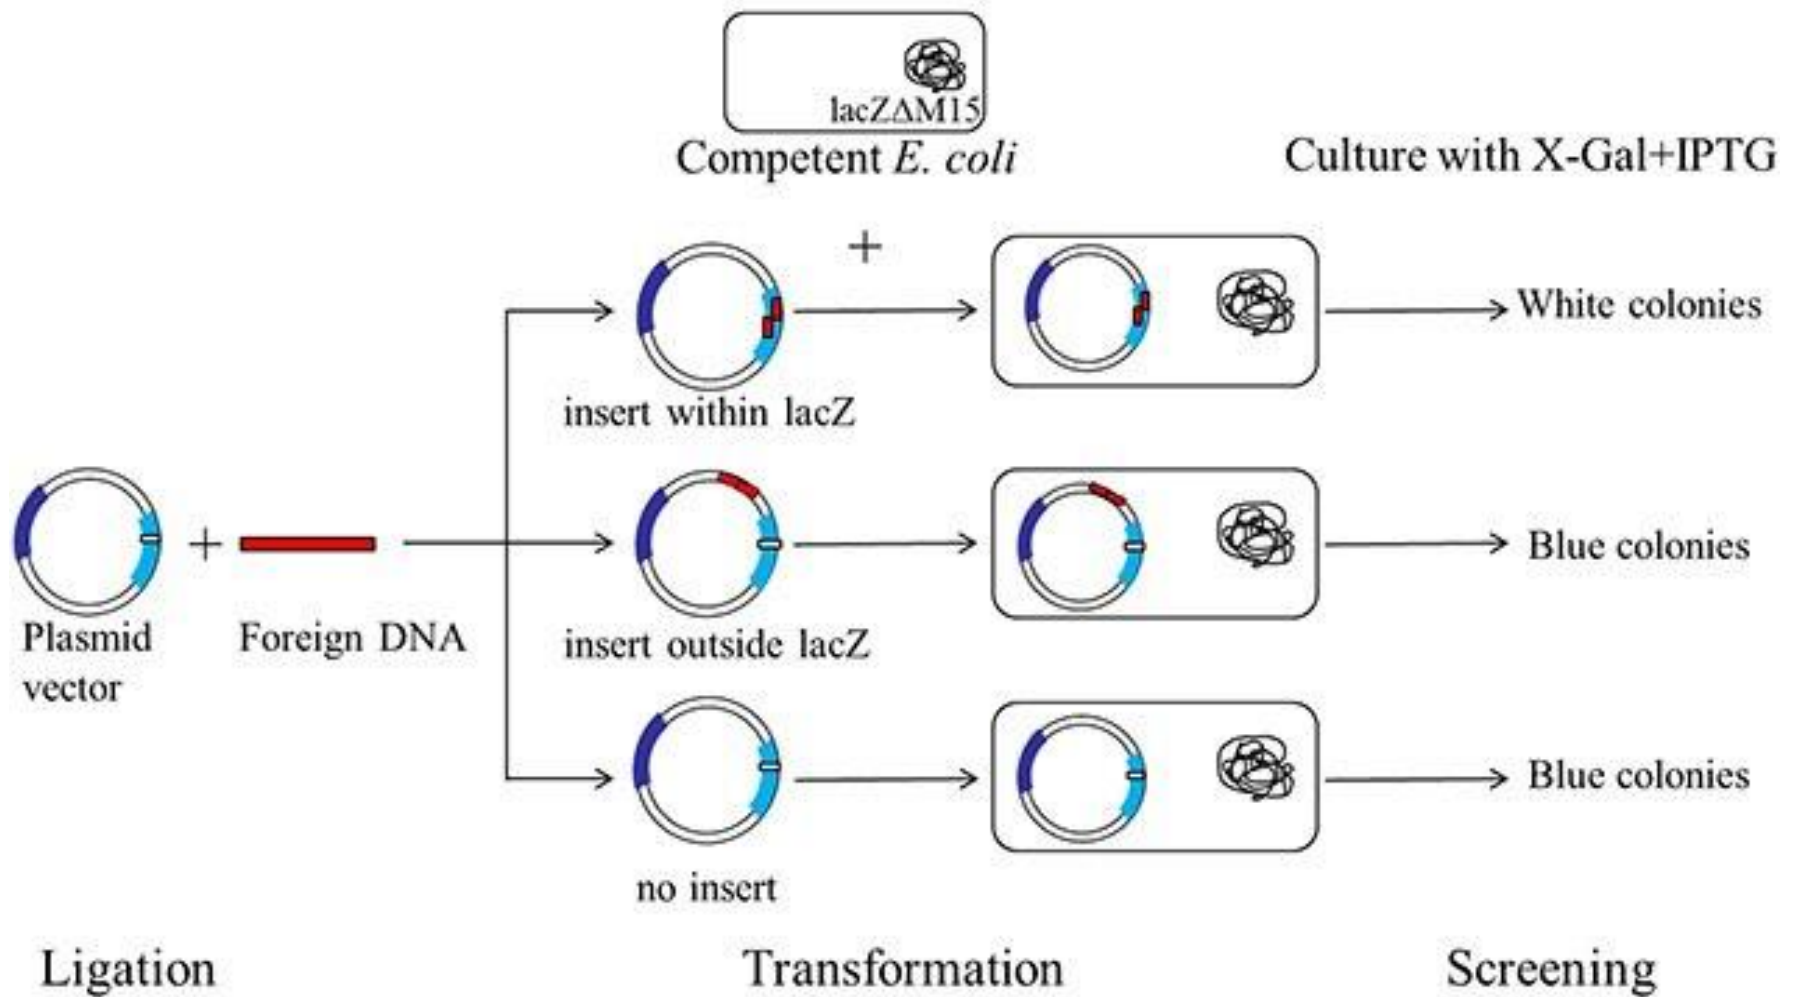 lacZΔM15
Competent E. coli
Culture with X-Gal+IPTG
+
White colonies
insert within lacZ
+
Blue colonies
Plasmid
vector
Foreign DNA
insert outside lacZ
Blue colonies
no insert
Ligation
Transformation
Screening